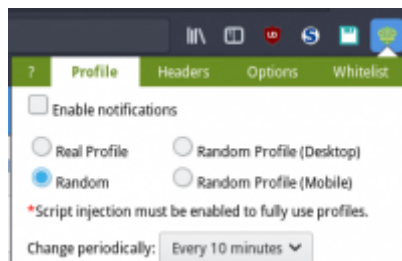 ? Profile Headers Options Whitelist
Enable notifications
Real Profile Random Profile (Desktop)
Random Random Profile (Mobile)
*Script injection must be enabled to fully use profiles.
Change periodically: Every 10 minutes